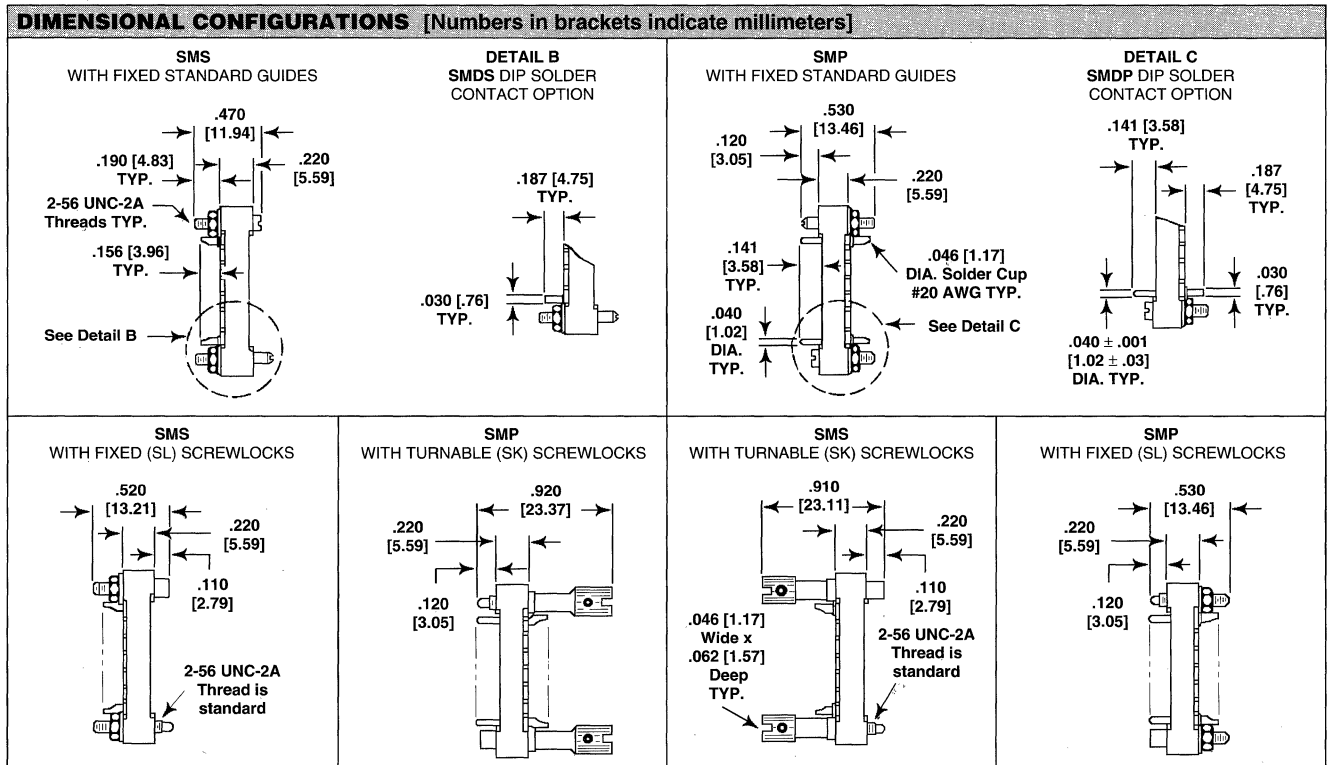 DIMENSIONAL CONFIGURATIONS [Numbers in brackets indicate millimeters]
SMS
WITH FIXED STANDARD GUIDES
.470
[11.94]
.190 [4.83]
TYP.
.220
[5.59]
2-56 UNC-2A
Threads TYP.
.156 [3.96]
TYP.
See Detail B
DETAIL B
SMDS DIP SOLDER
CONTACT OPTION
.187 [4.75]
TYP.
.030 [.76]
TYP.
SMP
WITH FIXED STANDARD GUIDES
.530
[13.46]
.120
[3.05]
.220
[5.59]
.141
[3.58]
TYP.
.046 [1.17]
DIA. Solder Cup
#20 AWG TYP.
.040
[1.02]
DIA.
TYP.
See Detail C
DETAIL C
SMDP DIP SOLDER
CONTACT OPTION
.141 [3.58]
TYP.
.187
[4.75]
TYP.
.030
[.76]
TYP.
.040 ± .001
[1.02 ± .03]
DIA. TYP.
SMS
WITH FIXED (SL) SCREWLOCKS
.520
[13.21]
.220
[5.59]
.110
[2.79]
2-56 UNC-2A
Thread is
standard
SMP
WITH TURNABLE (SK) SCREWLOCKS
.920
[23.37]
.220
[5.59]
.120
[3.05]
SMS
WITH TURNABLE (SK) SCREWLOCKS
.910
[23.11]
.220
[5.59]
.110
[2.79]
.046 [1.17]
Wide x
.062 [1.57]
Deep
TYP.
2-56 UNC-2A
Thread is
standard
SMP
WITH FIXED (SL) SCREWLOCKS
.530
[13.46]
.220
[5.59]
.120
[3.05]